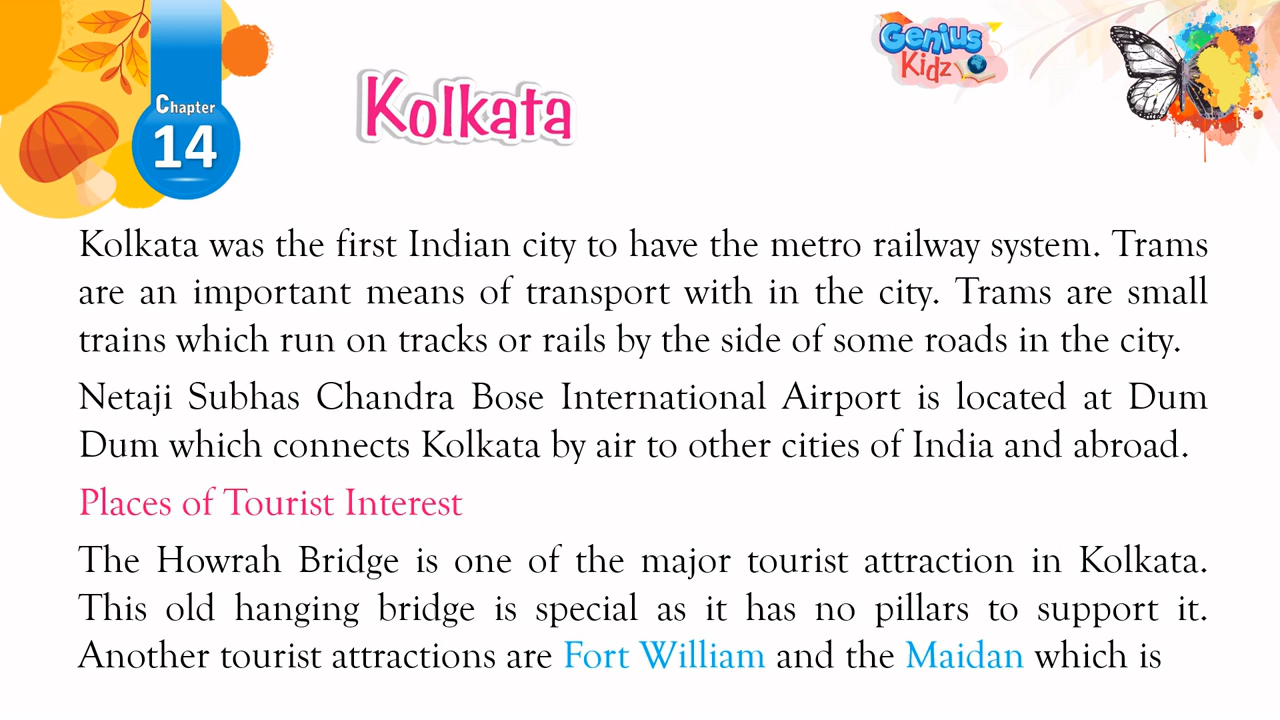 Chapter
14
Kolkata
Genius
Kidz
Kolkata was the first Indian city to have the metro railway system. Trams
are an important means of transport with in the city. Trams are small
trains which run on tracks or rails by the side of some roads in the city.
Netaji Subhas Chandra Bose International Airport is located at Dum
Dum which connects Kolkata by air to other cities of India and abroad.
Places of Tourist Interest
The Howrah Bridge is one of the major tourist attraction in Kolkata.
This old hanging bridge is special as it has no pillars to support it.
Another tourist attractions are Fort William and the Maidan which is